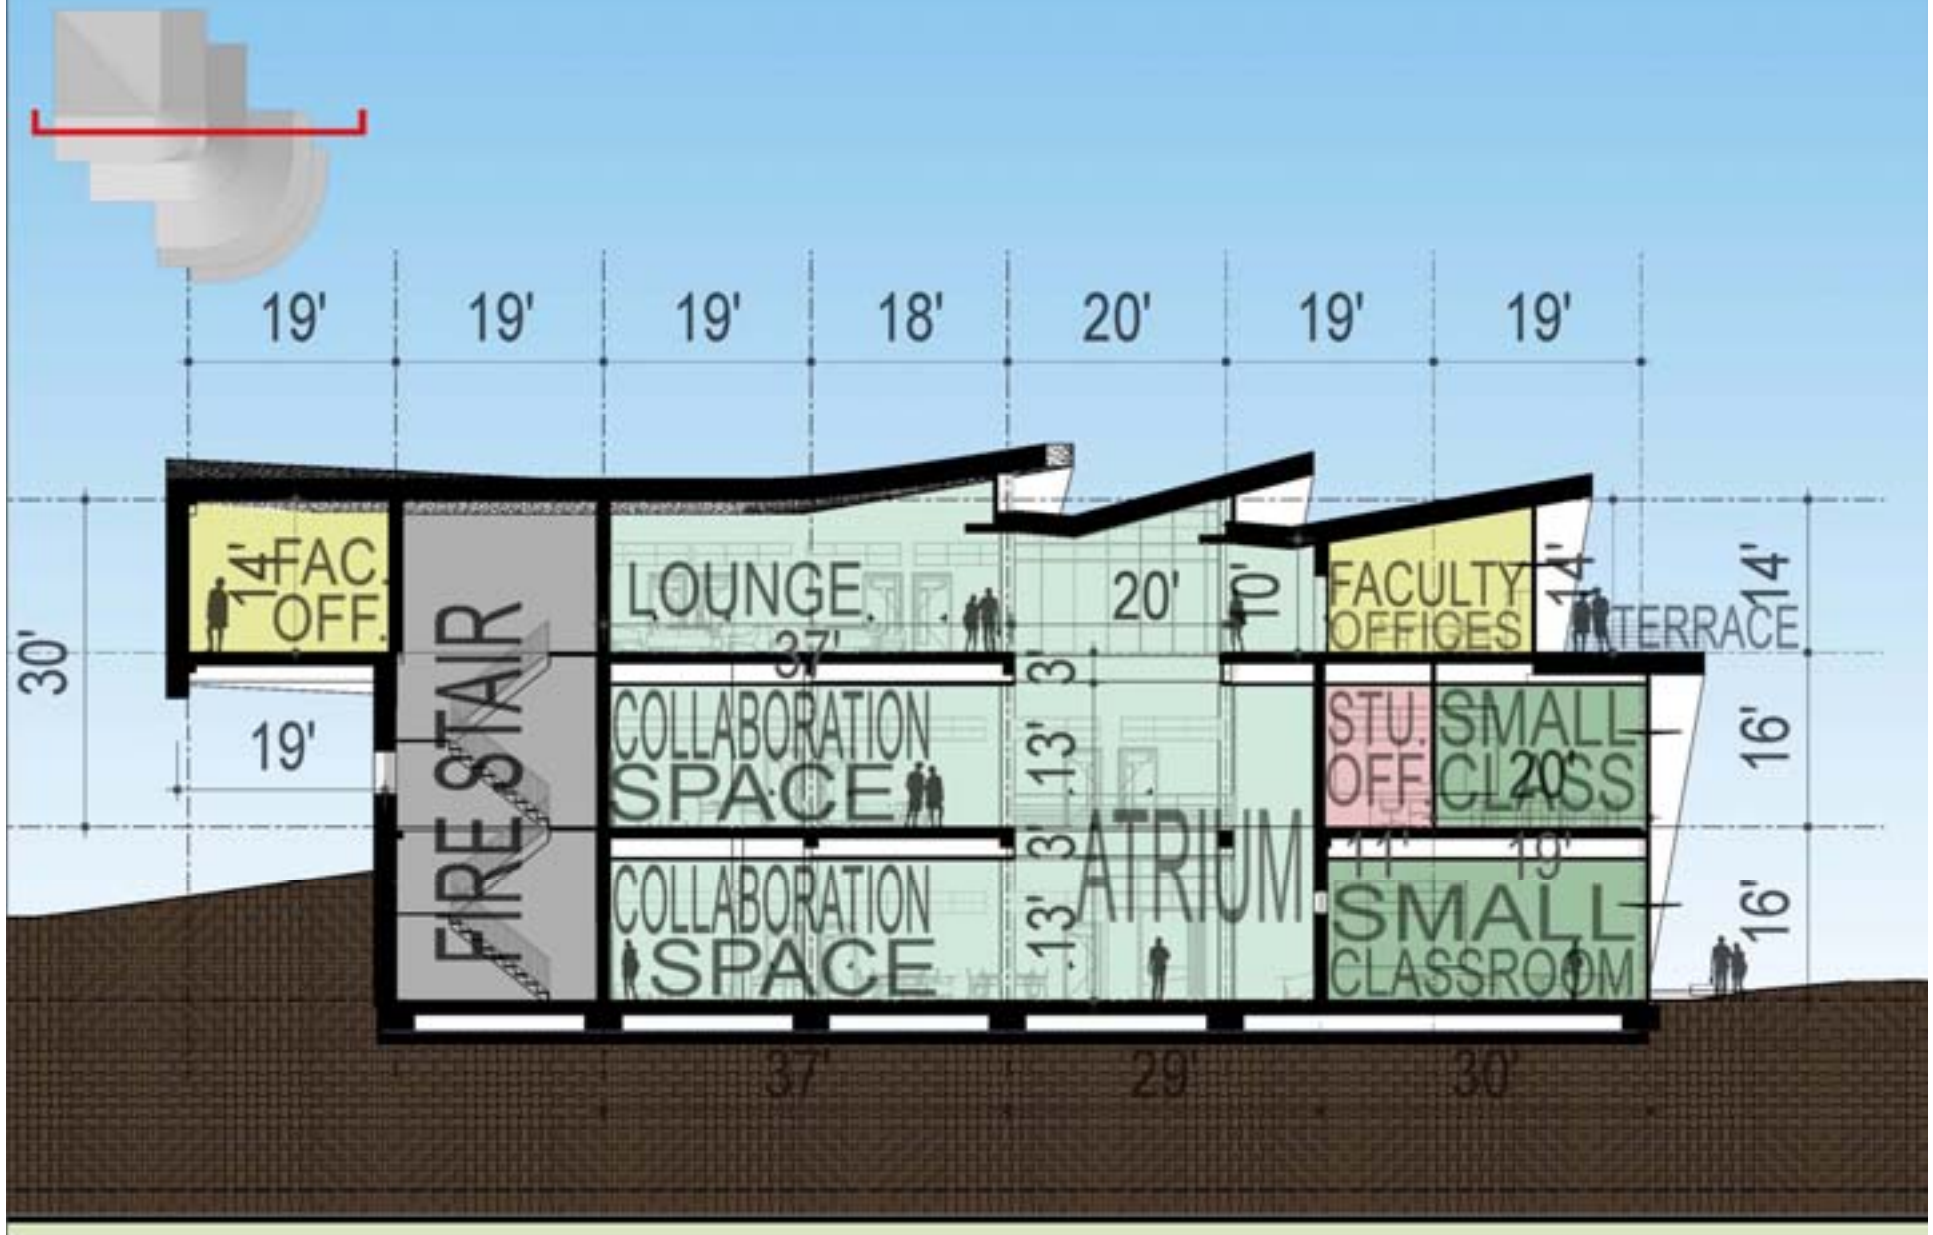 19' 19' 19' 18' 20' 19' 19'
30'
14'
FAC.
OFF.
FIRE STAIR
LOUNGE
37'
20'
10'
FACULTY
OFFICES
14'
TERRACE
14'
19'
COLLABORATION
SPACE
3'
13'
STU.
OFF.
SMALL
CLASS
20'
16'
3'
ATRIUM
11'
19'
COLLABORATION
SPACE
13'
SMALL
CLASSROOM
16'
37' 29' 30'